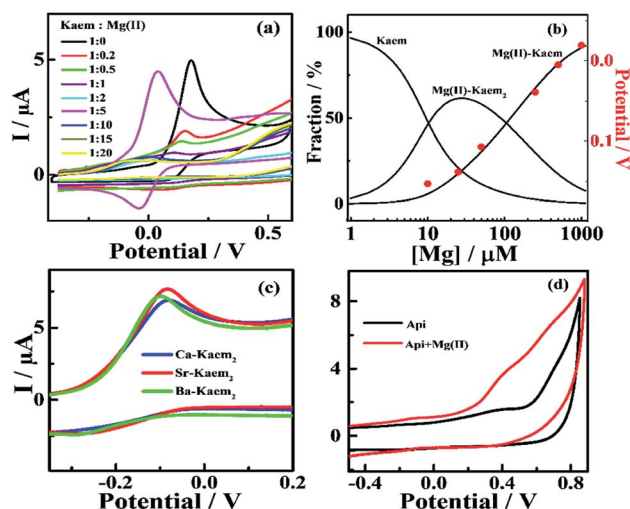 Kaem : Mg(II)
(a)
1:0
1:0.2
1:0.5
1:1
1:2
1:5
1:10
1:15
1:20
I / μA
5
0
0.0
0.5
Potential / V
(b)
Kaem
Mg(II)-Kaem
Mg(II)-Kaem₂
Fraction / %
100
50
0
0.0
0.1
Potential / V
1
10
100
1000
[Mg] / μM
(c)
I / μA
5
0
Ca-Kaem₂
Sr-Kaem₂
Ba-Kaem₂
-0.2
0.0
0.2
Potential / V
(d)
Api
Api+Mg(II)
8
4
0
-0.4
0.0
0.4
0.8
Potential / V